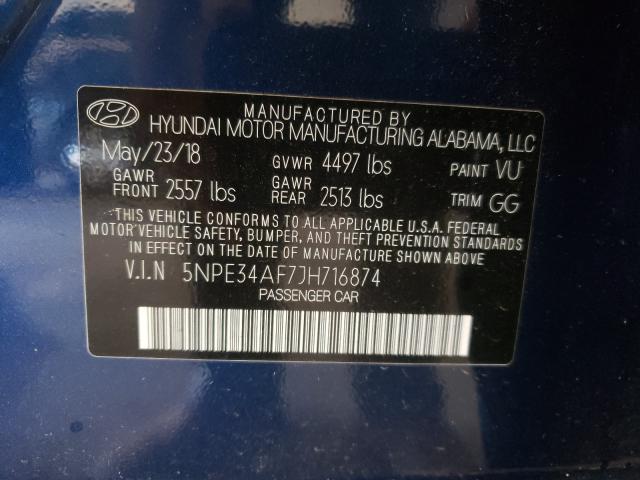 MANUFACTURED BY
HYUNDAI MOTOR MANUFACTURING ALABAMA, LLC
May/23/18 GVWR 4497 lbs PAINT VU
GAWR FRONT 2557 lbs GAWR REAR 2513 lbs TRIM GG
THIS VEHICLE CONFORMS TO ALL APPLICABLE U.S.A. FEDERAL
MOTOR VEHICLE SAFETY, BUMPER, AND THEFT PREVENTION STANDARDS
IN EFFECT ON THE DATE OF MANUFACTURE SHOWN ABOVE.
V.I.N 5NPE34AF7JH716874
PASSENGER CAR